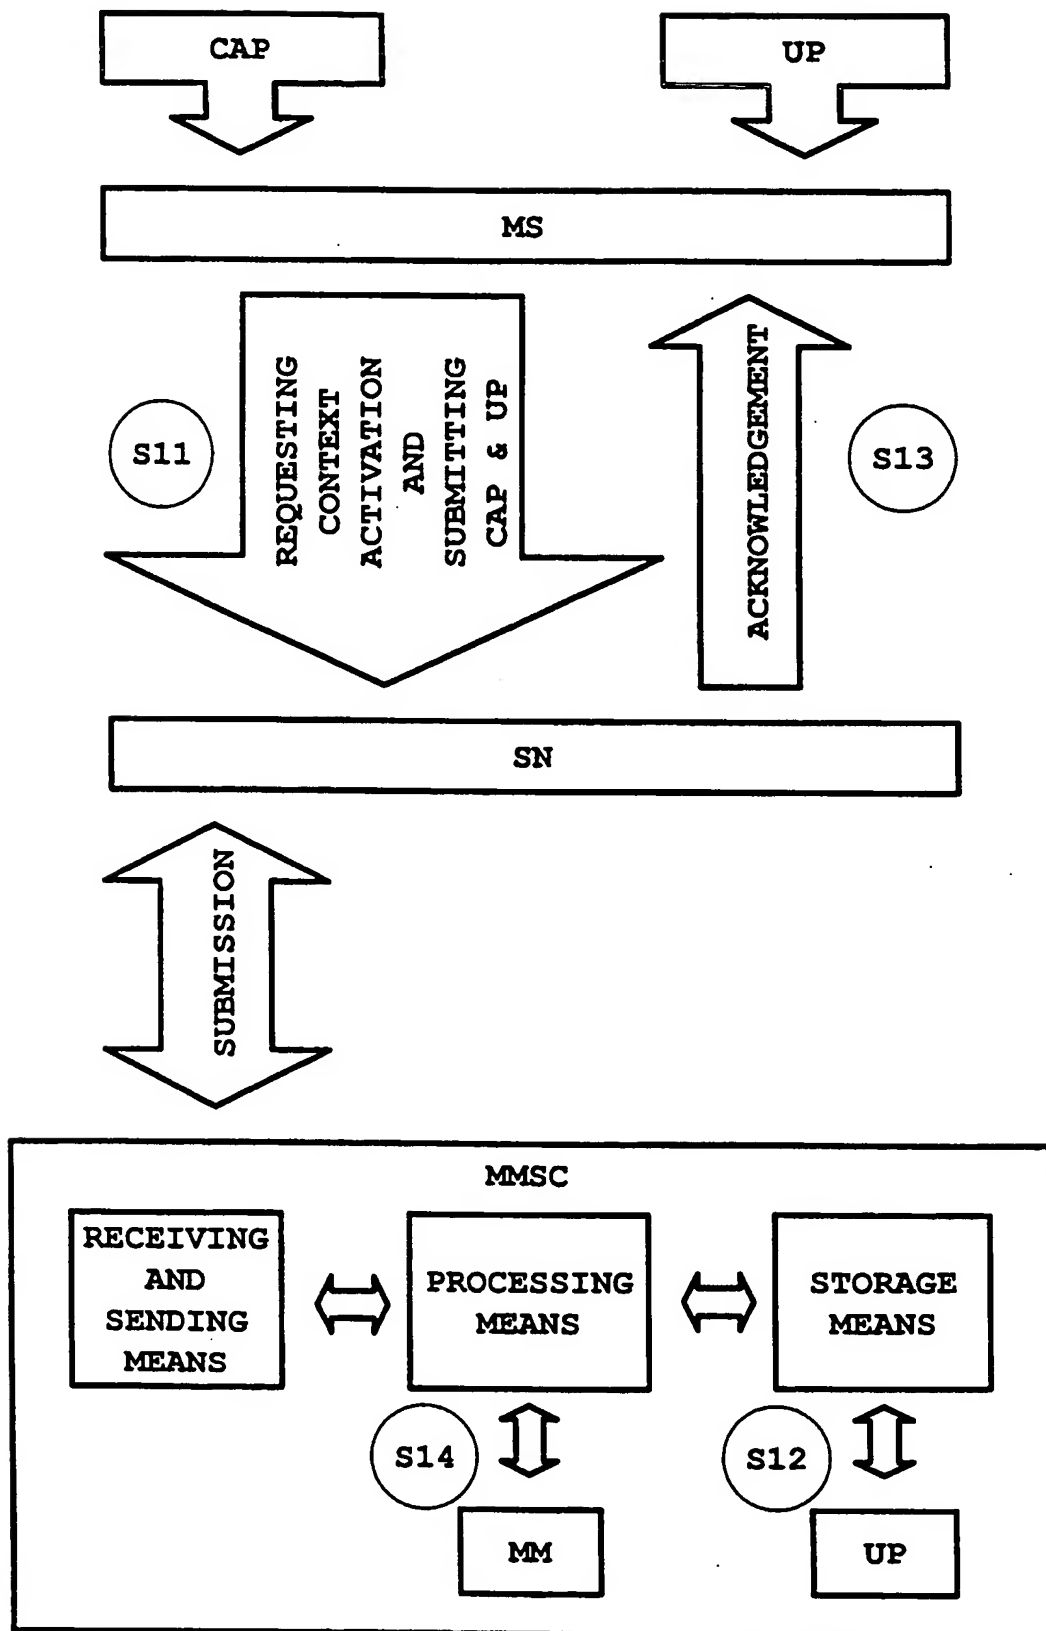 CAP
UP
MS
S11
REQUESTING
CONTEXT
ACTIVATION
AND
SUBMITTING
CAP & UP
ACKNOWLEDGEMENT
S13
SN
SUBMISSION
MMSC
RECEIVING
AND
SENDING
MEANS
PROCESSING
MEANS
STORAGE
MEANS
S14
S12
MM
UP